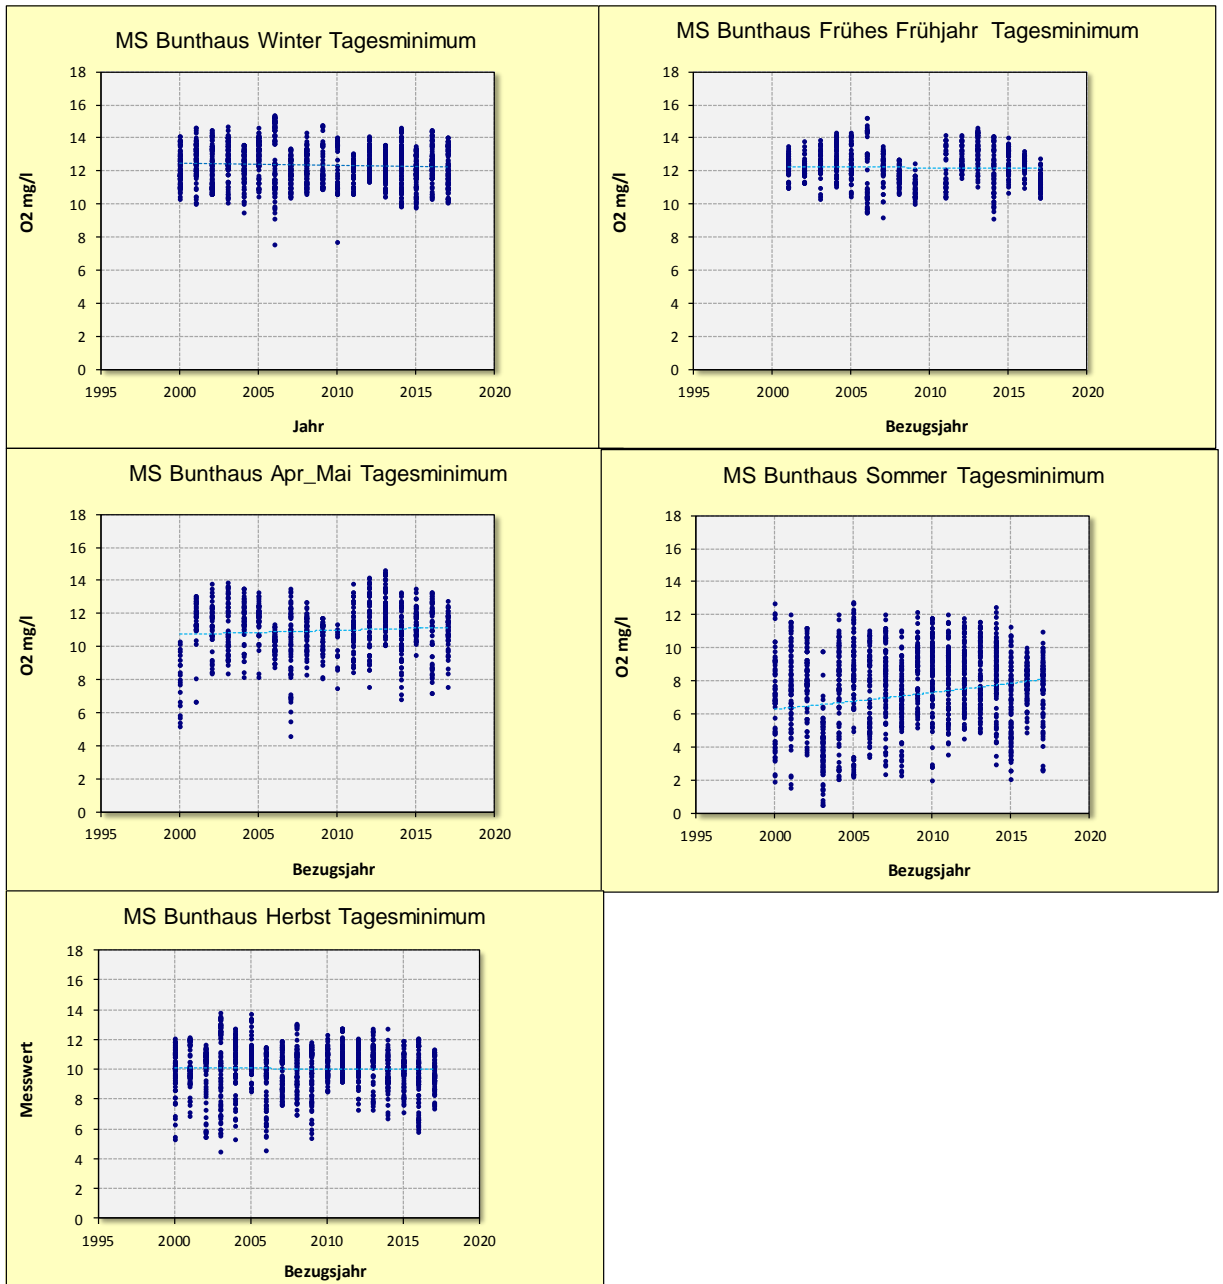 MS Bunthaus Winter Tagesminimum
18
16
14
12
10
8
6
4
2
0
O2 mg/l
1995 2000 2005 2010 2015 2020
Jahr
MS Bunthaus Frühes Frühjahr Tagesminimum
18
16
14
12
10
8
6
4
2
0
O2 mg/l
1995 2000 2005 2010 2015 2020
Bezugsjahr
MS Bunthaus Apr_Mai Tagesminimum
18
16
14
12
10
8
6
4
2
0
O2 mg/l
1995 2000 2005 2010 2015 2020
Bezugsjahr
MS Bunthaus Sommer Tagesminimum
18
16
14
12
10
8
6
4
2
0
O2 mg/l
1995 2000 2005 2010 2015 2020
Bezugsjahr
MS Bunthaus Herbst Tagesminimum
18
16
14
12
10
8
6
4
2
0
Messwert
1995 2000 2005 2010 2015 2020
Bezugsjahr